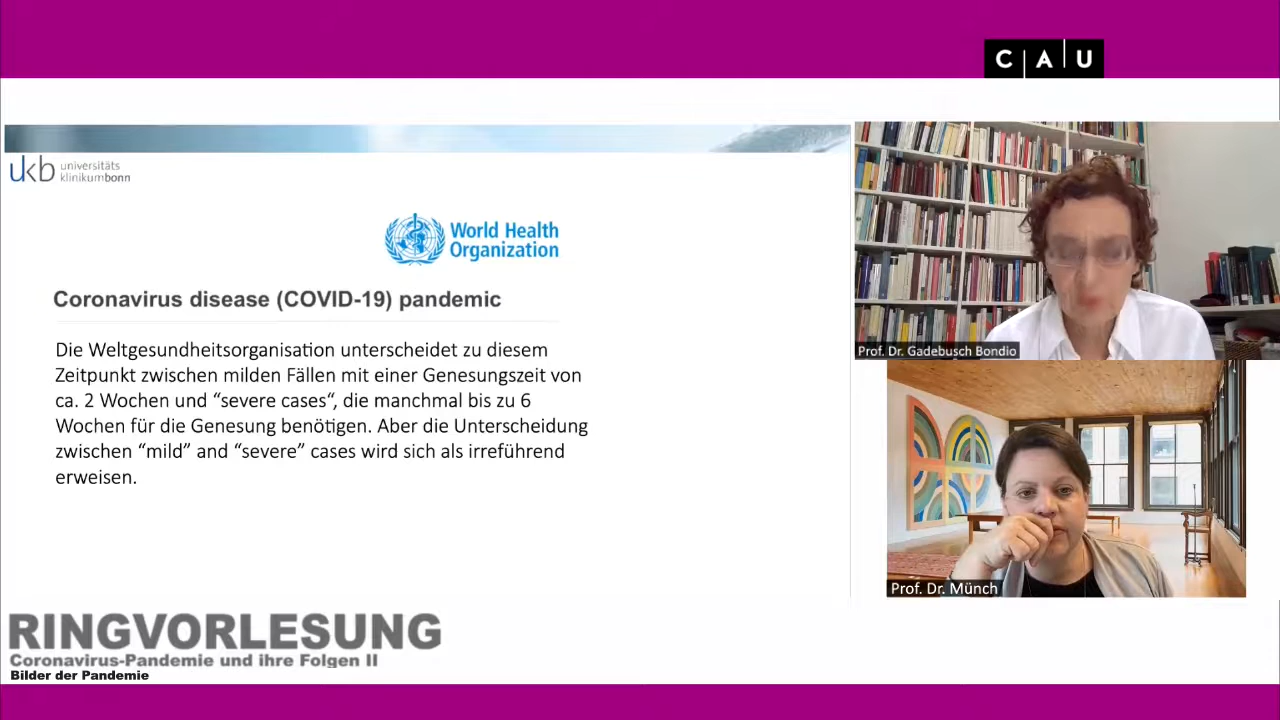 CAU
ukb universitäts
klinikumbonn
World Health
Organization
Coronavirus disease (COVID-19) pandemic
Die Weltgesundheitsorganisation unterscheidet zu diesem
Zeitpunkt zwischen milden Fällen mit einer Genesungszeit von
ca. 2 Wochen und “severe cases“, die manchmal bis zu 6
Wochen für die Genesung benötigen. Aber die Unterscheidung
zwischen “mild” and “severe” cases wird sich als irreführend
erweisen.
Prof. Dr. Gadebusch Bondio
Prof. Dr. Münch
RINGVORLESUNG
Coronavirus-Pandemie und ihre Folgen II
Bilder der Pandemie